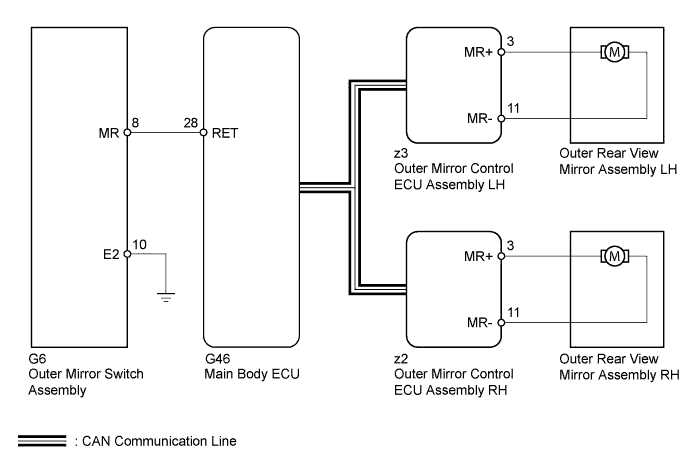 MR
8
28
RET
E2
10
G6
Outer Mirror Switch
Assembly
G46
Main Body ECU
MR+
3
MR-
11
z3
Outer Mirror Control
ECU Assembly LH
M
Outer Rear View
Mirror Assembly LH
MR+
3
MR-
11
z2
Outer Mirror Control
ECU Assembly RH
M
Outer Rear View
Mirror Assembly RH
: CAN Communication Line